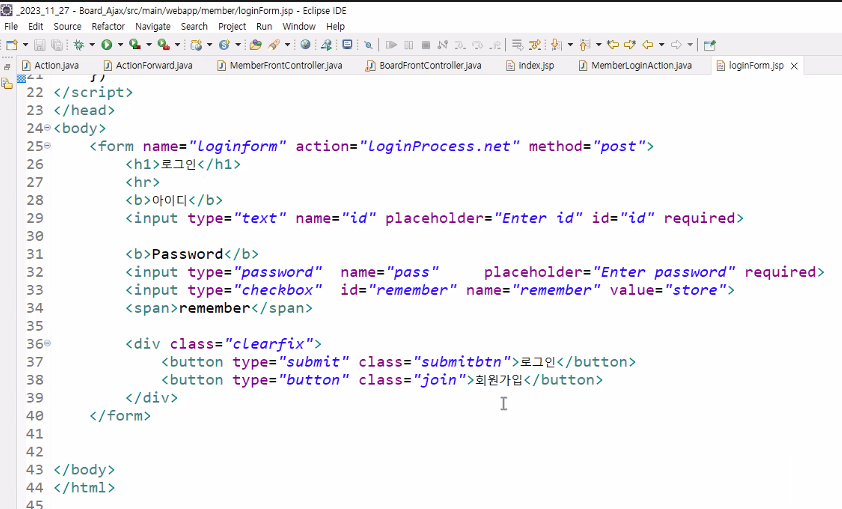 _2023_11_27 - Board_Ajax/src/main/webapp/member/loginForm.jsp - Eclipse IDE
File Edit Source Refactor Navigate Search Project Run Window Help
Action.java ActionForward.java MemberFrontController.java BoardFrontController.java Index.jsp MemberLoginAction.java loginForm.jsp
21 })
22 </script>
23 </head>
24 <body>
25 <form name="loginform" action="loginProcess.net" method="post">
26 <h1>로그인</h1>
27 <hr>
28 <b>아이디</b>
29 <input type="text" name="id" placeholder="Enter id" id="id" required>
30
31 <b>Password</b>
32 <input type="password" name="pass" placeholder="Enter password" required>
33 <input type="checkbox" id="remember" name="remember" value="store">
34 <span>remember</span>
35
36 <div class="clearfix">
37 <button type="submit" class="submitbtn">로그인</button>
38 <button type="button" class="join">회원가입</button>
39 </div>
40 </form>
41
42
43 </body>
44 </html>
45